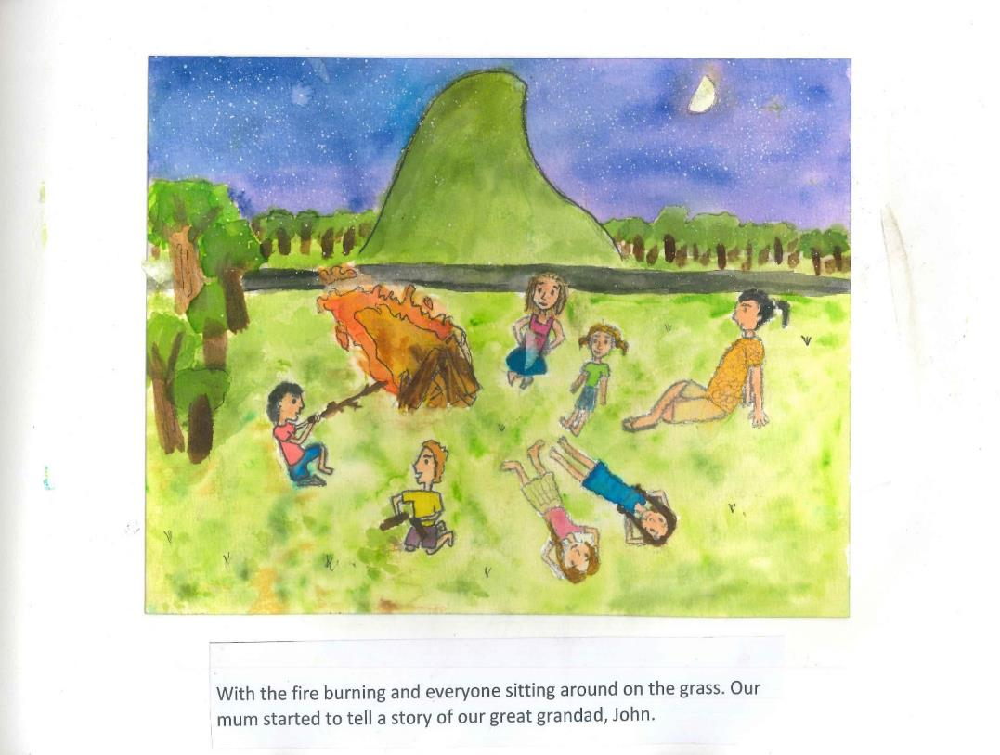 With the fire burning and everyone sitting around on the grass. Our
mum started to tell a story of our great grandad, John.